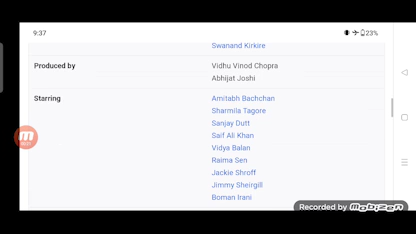 9:37
23%
Swanand Kirkire
Produced by
Vidhu Vinod Chopra
Abhijat Joshi
Starring
Amitabh Bachchan
Sharmila Tagore
Sanjay Dutt
Saif Ali Khan
Vidya Balan
Raima Sen
Jackie Shroff
Jimmy Sheirgill
Boman Irani
Recorded by Mobizen